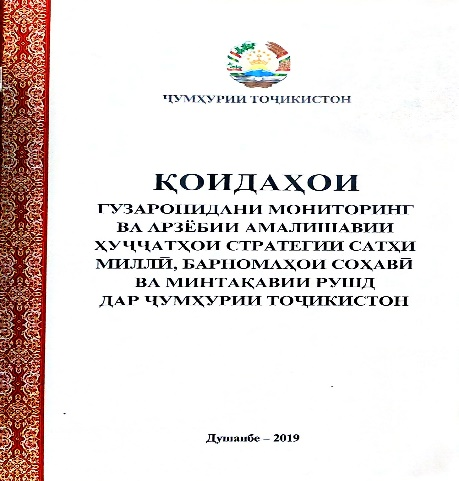 ҶУМҲУРИИ ТОҶИКИСТОН
ҚОИДАҲОИ
ГУЗАРОНИДАНИ МОНИТОРИНГ
ВА АРЗЁБИИ АМАЛИШАВИИ
ҲУҶҶАТҲОИ СТРАТЕГИИ САТҲИ
МИЛЛӢ, БАРНОМАҲОИ СОҲАВӢ
ВА МИНТАҚАВИИ РУШД
ДАР ҶУМҲУРИИ ТОҶИКИСТОН
Душанбе – 2019